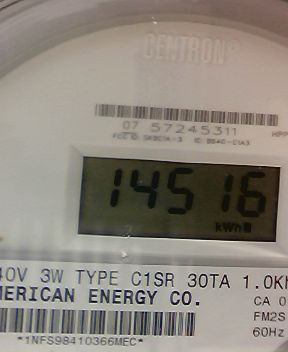 CENTRON®
07 57245311
14516
kWh
40V 3W TYPE C1SR 30TA 1.0Kh
MERICAN ENERGY CO.
CA 0
FM2S
60Hz
*1NFS98410366MEC*